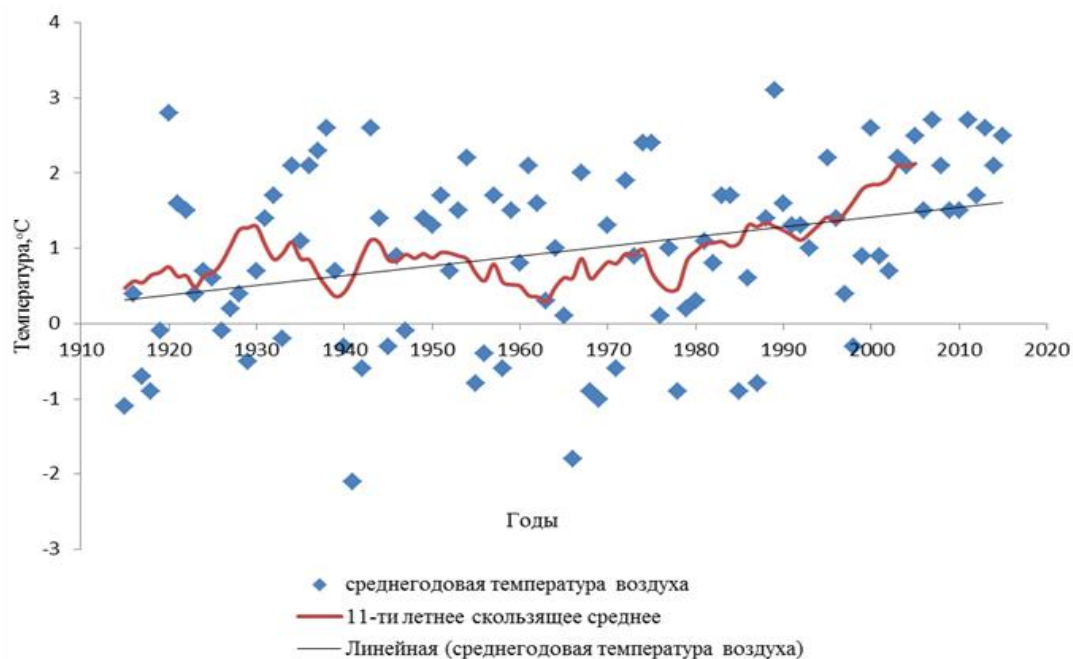 4
3
2
1
0
-1
-2
-3
Температура,°С
1910 1920 1930 1940 1950 1960 1970 1980 1990 2000 2010 2020
Годы
среднегодовая температура воздуха
11-ти летнее скользящее среднее
Линейная (среднегодовая температура воздуха)